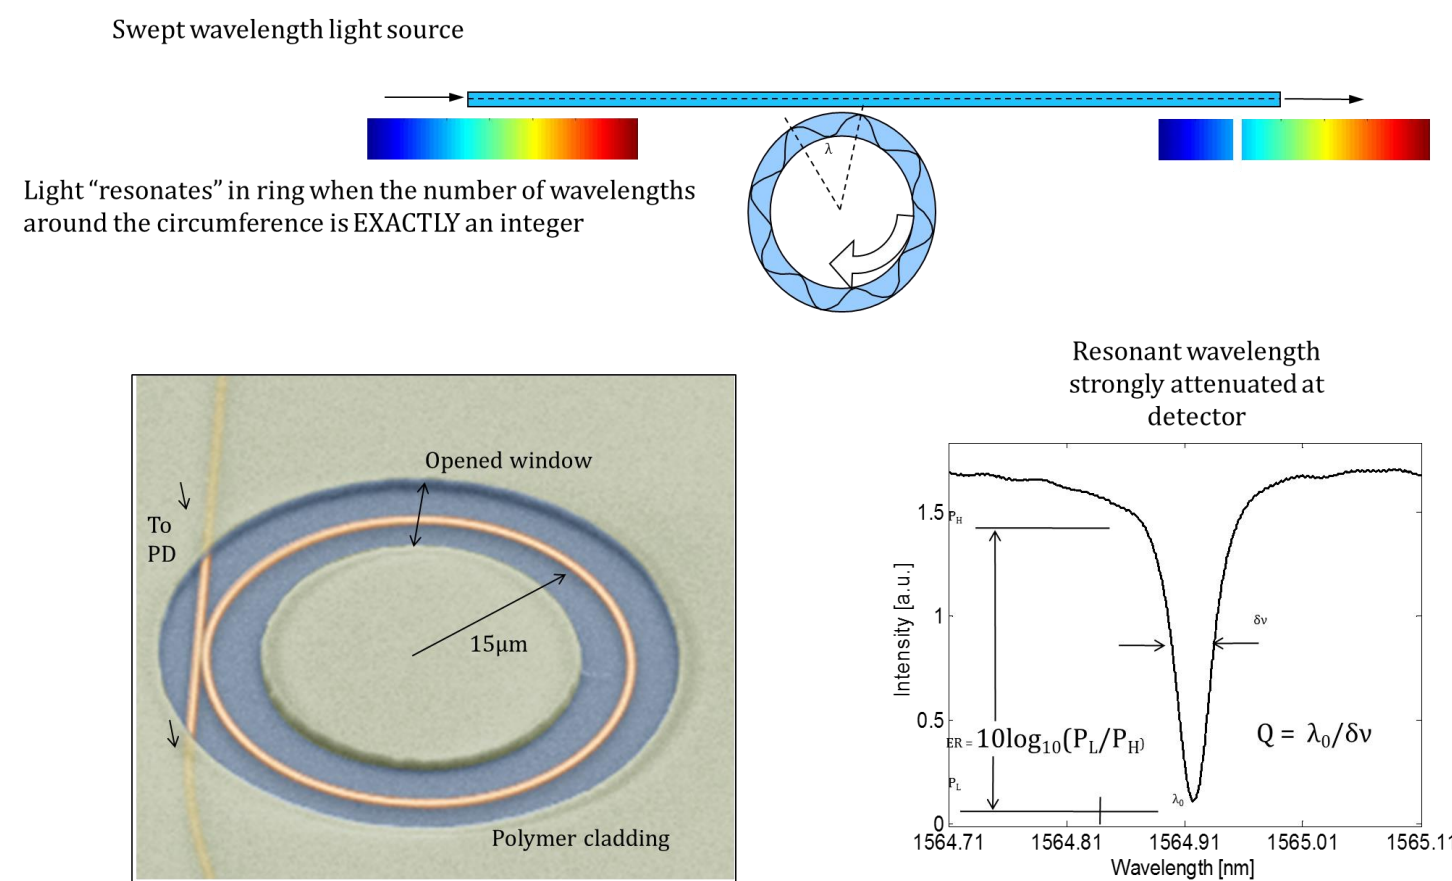 Swept wavelength light source
λ
Light “resonates” in ring when the number of wavelengths
around the circumference is EXACTLY an integer
Resonant wavelength
strongly attenuated at
detector
Opened window
To
PD
15μm
Polymer cladding
1.5
P_H
1
δν
Intensity [a.u.]
0.5
ER = 10log₁₀(P_L/P_H)
Q = λ₀/δν
P_L
λ₀
0
1564.71 1564.81 1564.91 1565.01 1565.11
Wavelength [nm]